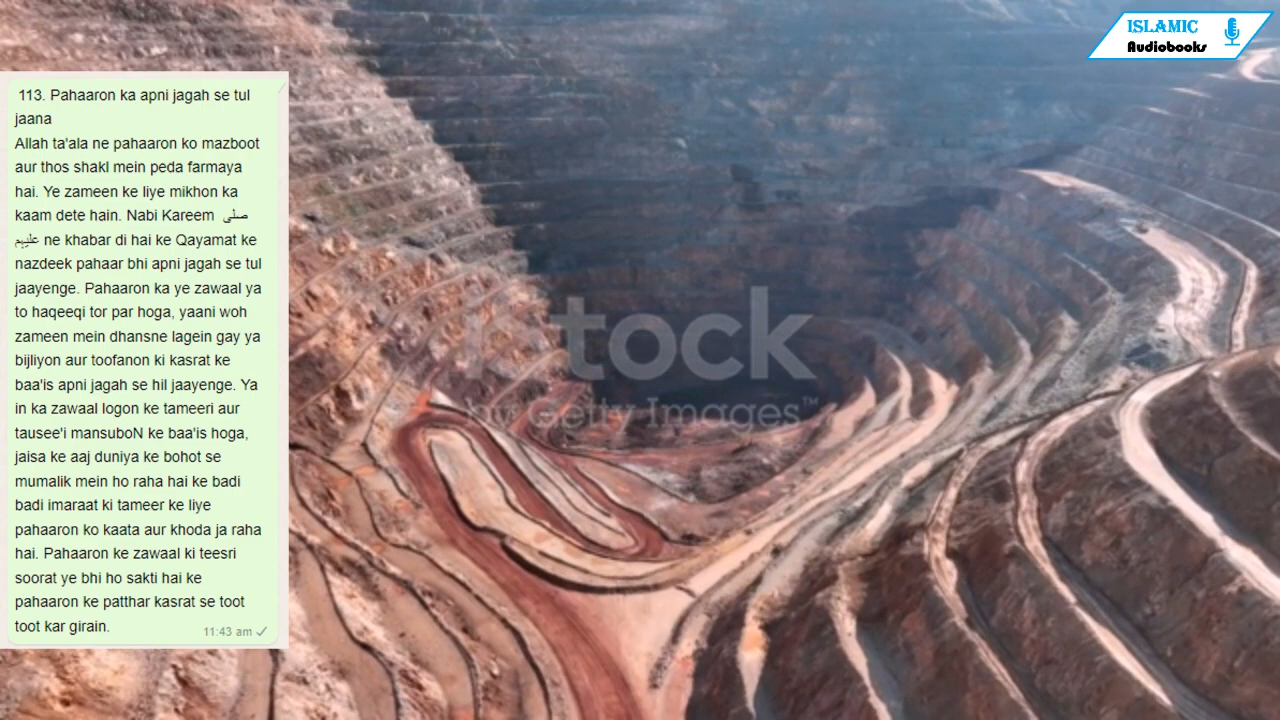 ISLAMIC
Audiobooks
113. Pahaaron ka apni jagah se tul
jaana
Allah ta'ala ne pahaaron ko mazboot
aur thos shakl mein peda farmaya
hai. Ye zameen ke liye mikhon ka
kaam dete hain. Nabi Kareem صلى
ne khabar di hai ke Qayamat ke
nazdeek pahaar bhi apni jagah se tul
jaayenge. Pahaaron ka ye zawaal ya
to haqeeqi tor par hoga, yaani woh
zameen mein dhansne lagein gay ya
bijliyon aur toofanon ki kasrat ke
baa'is apni jagah se hil jaayenge. Ya
in ka zawaal logon ke tameeri aur
tausee'i mansuboN ke baa'is hoga,
jaisa ke aaj duniya ke bohot se
mumalik mein ho raha hai ke badi
badi imaraat ki tameer ke liye
pahaaron ko kaata aur khoda ja raha
hai. Pahaaron ke zawaal ki teesri
soorat ye bhi ho sakti hai ke
pahaaron ke patthar kasrat se toot
toot kar girain.
11:43 am
iStock
by Getty Images™